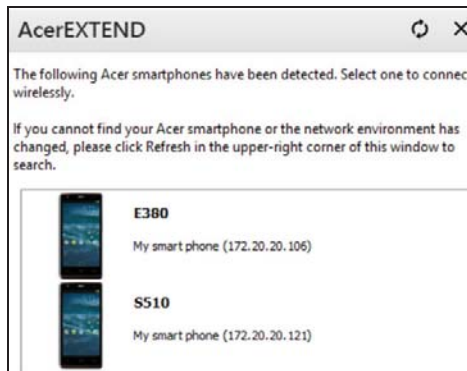 AcerEXTEND
The following Acer smartphones have been detected. Select one to connec
wirelessly.
If you cannot find your Acer smartphone or the network environment has
changed, please click Refresh in the upper-right corner of this window to
search.
E380
My smart phone (172.20.20.106)
S510
My smart phone (172.20.20.121)